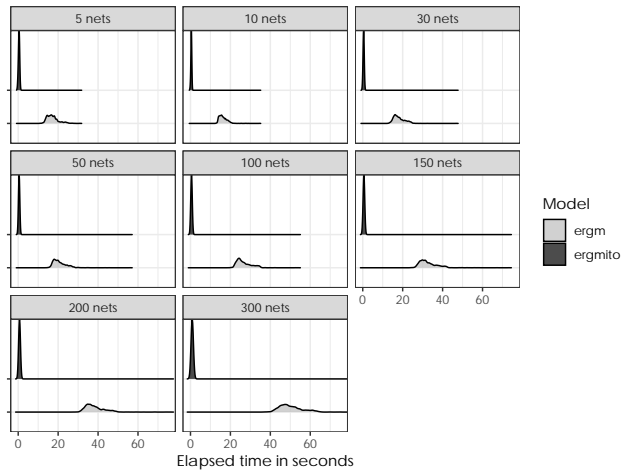 5 nets
10 nets
30 nets
50 nets
100 nets
150 nets
200 nets
300 nets
0 20 40 60
0 20 40 60
0 20 40 60
Elapsed time in seconds
Model
ergm
ergmito